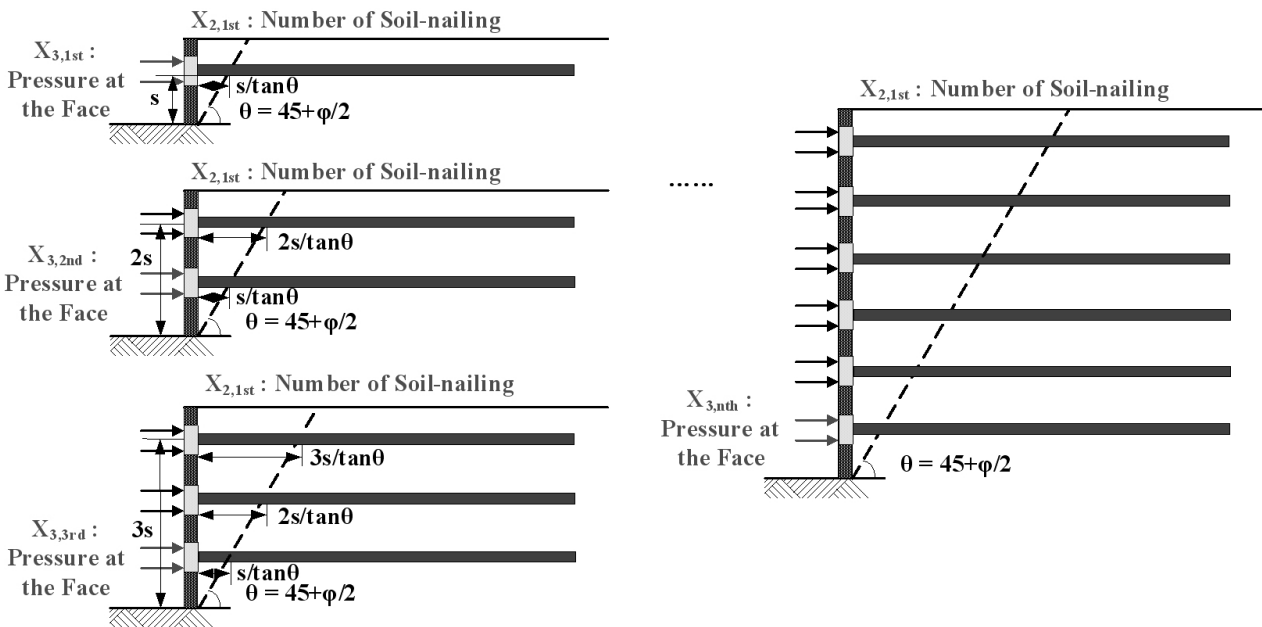 X2,1st : Number of Soil-nailing
X3,1st :
Pressure at
the Face
s
s/tanθ
θ = 45+φ/2
X2,1st : Number of Soil-nailing
X3,2nd :
Pressure at
the Face
2s
2s/tanθ
s/tanθ
θ = 45+φ/2
X2,1st : Number of Soil-nailing
X3,3rd :
Pressure at
the Face
3s
3s/tanθ
2s/tanθ
s/tanθ
θ = 45+φ/2
......
X2,1st : Number of Soil-nailing
X3,nth :
Pressure at
the Face
θ = 45+φ/2